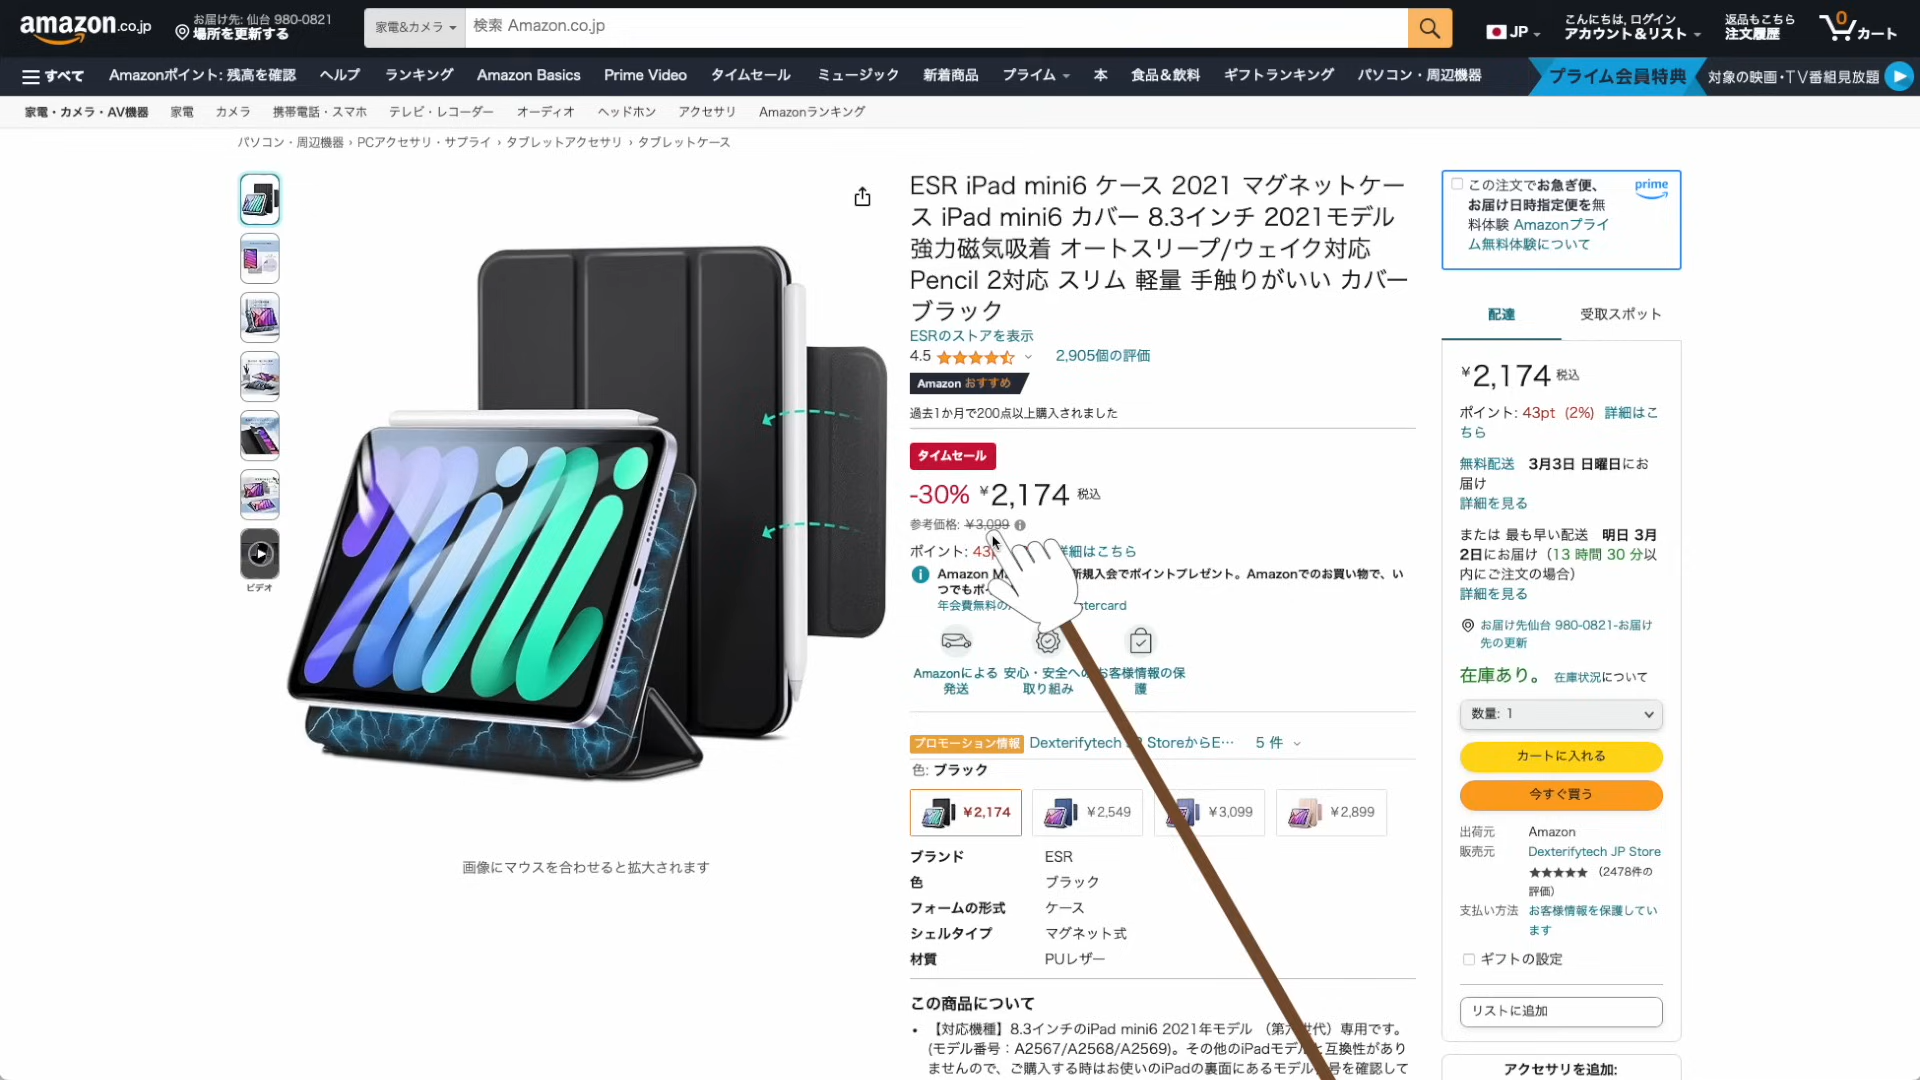 amazon.co.jp
お届け先: 仙台 980-0821
場所を更新する
家電&カメラ
検索 Amazon.co.jp
JP
こんにちは, ログイン
アカウント&リスト
返品もこちら
注文履歴
0
カート
すべて
Amazonポイント: 残高を確認
ヘルプ
ランキング
Amazon Basics
Prime Video
タイムセール
ミュージック
新着商品
プライム
本
食品&飲料
ギフトランキング
パソコン・周辺機器
プライム会員特典
対象の映画・TV番組見放題
家電・カメラ・AV機器
家電
カメラ
携帯電話・スマホ
テレビ・レコーダー
オーディオ
ヘッドホン
アクセサリ
Amazonランキング
パソコン・周辺機器 › PCアクセサリ・サプライ › タブレットアクセサリ › タブレットケース
ビデオ
画像にマウスを合わせると拡大されます
ESR iPad mini6 ケース 2021 マグネットケー
ス iPad mini6 カバー 8.3インチ 2021モデル
強力磁気吸着 オートスリープ/ウェイク対応
Pencil 2対応 スリム 軽量 手触りがいい カバー
ブラック
ESRのストアを表示
4.5
2,905個の評価
Amazon おすすめ
過去1か月で200点以上購入されました
タイムセール
-30% ¥2,174 税込
参考価格: ¥3,099
ポイント: 43 細はこちら
Amazon M 新規入会でポイントプレゼント。Amazonでのお買い物で、い
つでもポ
年会費無料の tercard
Amazonによる
発送
安心・安全への
取り組み
お客様情報の保
護
プロモーション情報 Dexterifytech JP StoreからE… 5 件
色: ブラック
¥2,174
¥2,549
¥3,099
¥2,899
ブランド ESR
色 ブラック
フォームの形式 ケース
シェルタイプ マグネット式
材質 PUレザー
この商品について
• 【対応機種】8.3インチのiPad mini6 2021年モデル （第六世代）専用です。
(モデル番号：A2567/A2568/A2569)。その他のiPadモデルと互換性があり
ませんので、ご購入する時はお使いのiPadの裏面にあるモデル番号を確認して
この注文でお急ぎ便、
お届け日時指定便を無
料体験 Amazonプライ
ム無料体験について
prime
配達
受取スポット
¥2,174 税込
ポイント: 43pt (2%) 詳細はこ
ちら
無料配送 3月3日 日曜日にお
届け
詳細を見る
または 最も早い配送 明日 3月
2日にお届け（13 時間 30 分以
内にご注文の場合）
詳細を見る
お届け先仙台 980-0821-お届け
先の更新
在庫あり。 在庫状況について
数量: 1
カートに入れる
今すぐ買う
出荷元 Amazon
販売元 Dexterifytech JP Store
★★★★★ (2478件の
評価)
支払い方法 お客様情報を保護してい
ます
ギフトの設定
リストに追加
アクセサリを追加: